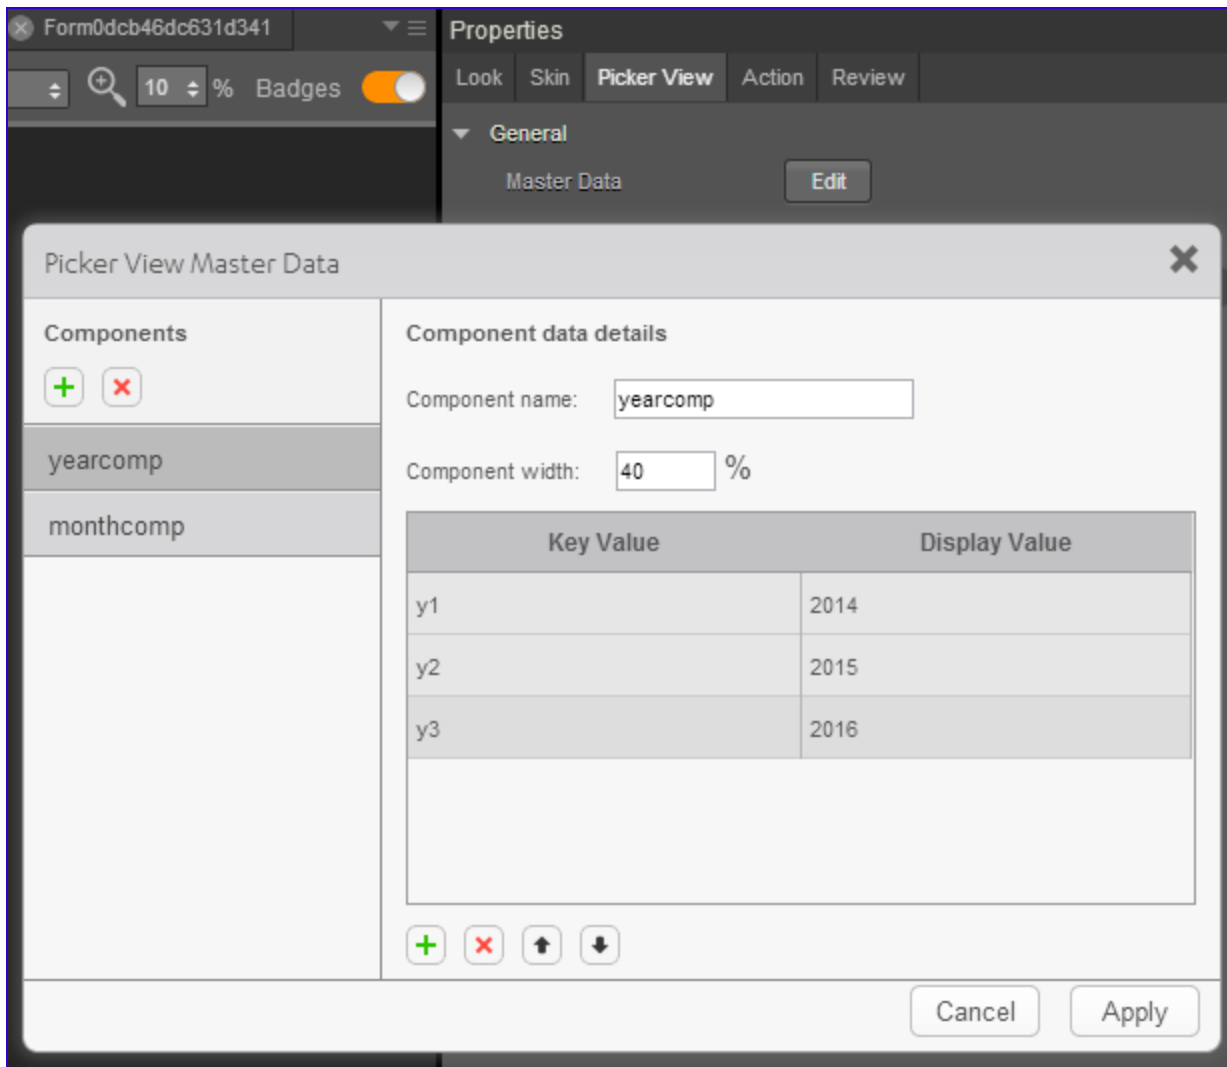 Form0dcb46dc631d341
10 % Badges
Properties
Look Skin Picker View Action Review
General
Master Data Edit
Picker View Master Data
Components
yearcomp
monthcomp
Component data details
Component name: yearcomp
Component width: 40 %
Key Value Display Value
y1 2014
y2 2015
y3 2016
Cancel Apply